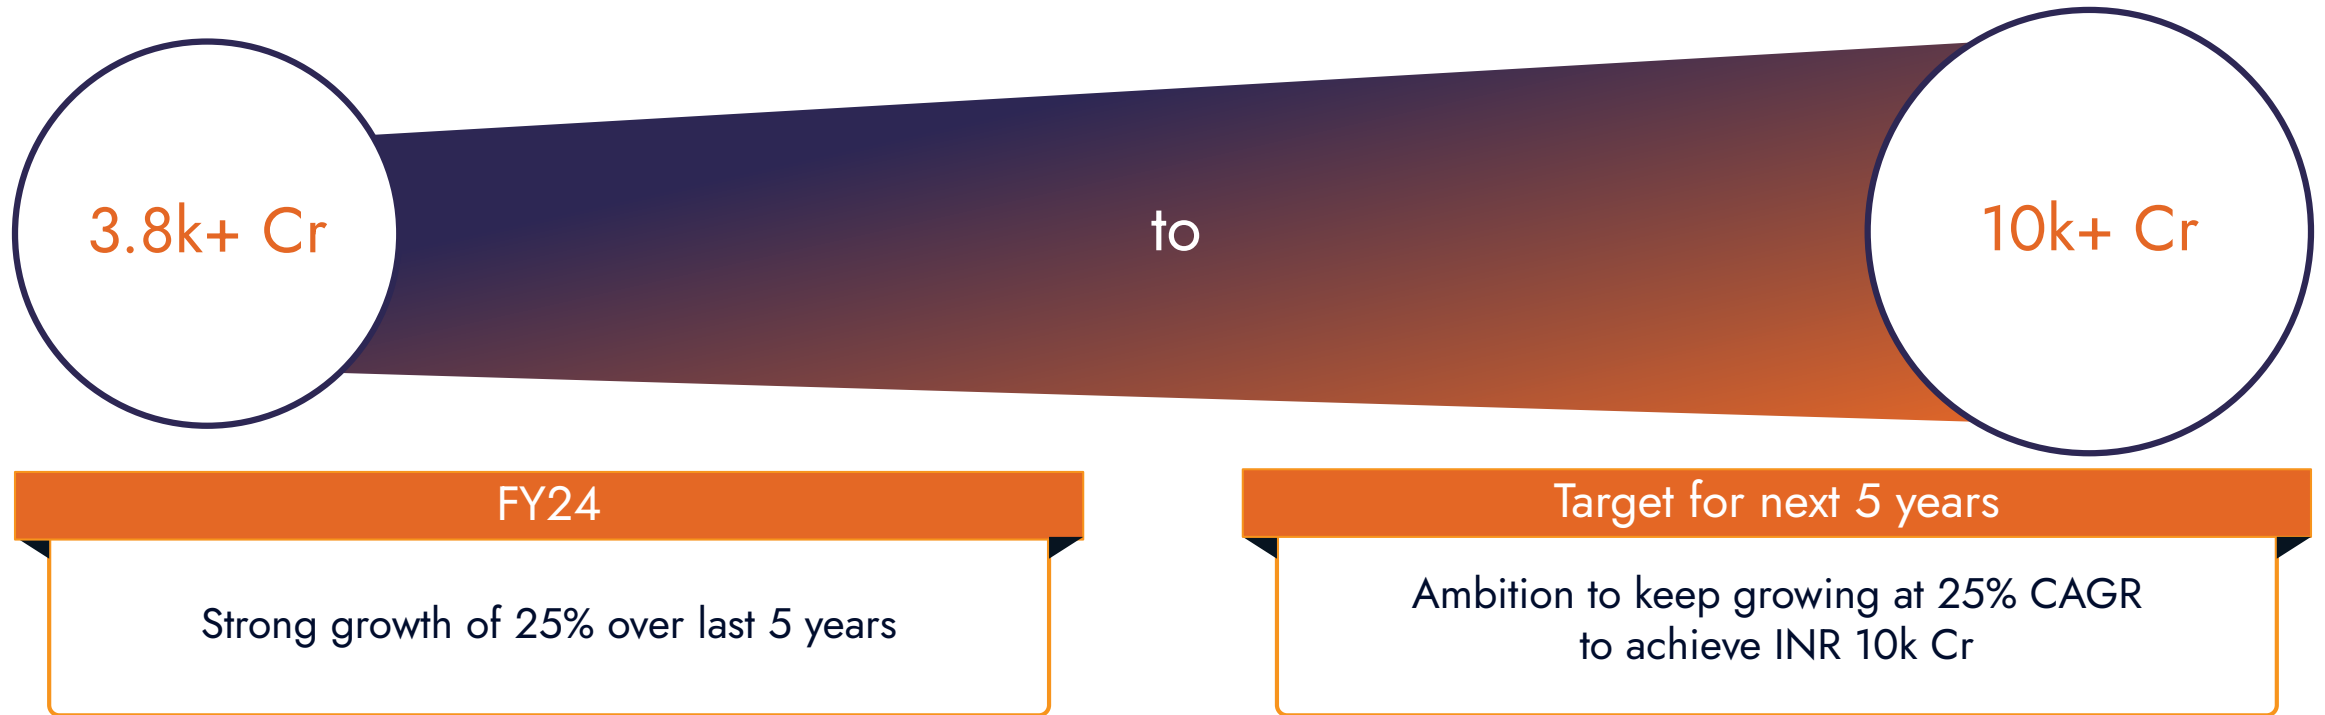 3.8k+ Cr
to
10k+ Cr
FY24
Strong growth of 25% over last 5 years
Target for next 5 years
Ambition to keep growing at 25% CAGR
to achieve INR 10k Cr